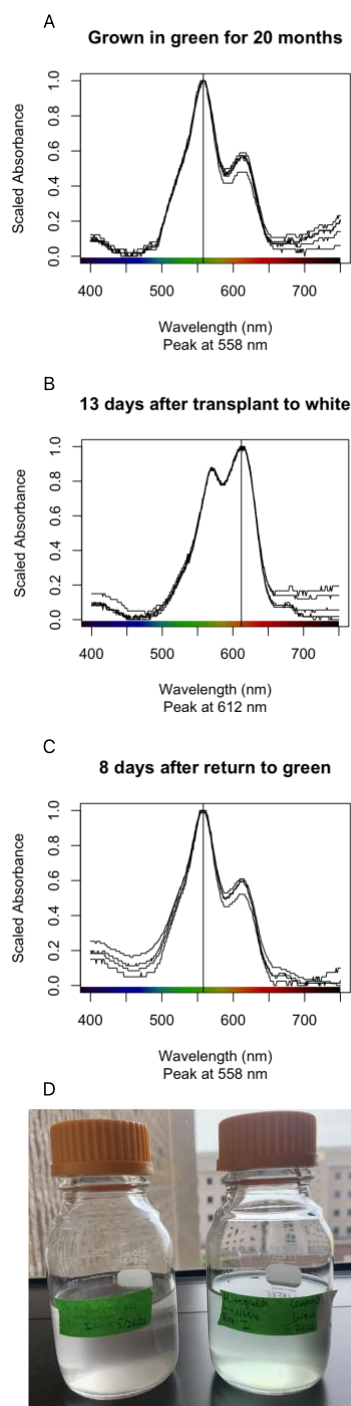 A
Grown in green for 20 months
Scaled Absorbance
0.0 0.2 0.4 0.6 0.8 1.0
400 500 600 700
Wavelength (nm)
Peak at 558 nm
B
13 days after transplant to white
Scaled Absorbance
0.0 0.2 0.4 0.6 0.8 1.0
400 500 600 700
Wavelength (nm)
Peak at 612 nm
C
8 days after return to green
Scaled Absorbance
0.0 0.2 0.4 0.6 0.8 1.0
400 500 600 700
Wavelength (nm)
Peak at 558 nm
D